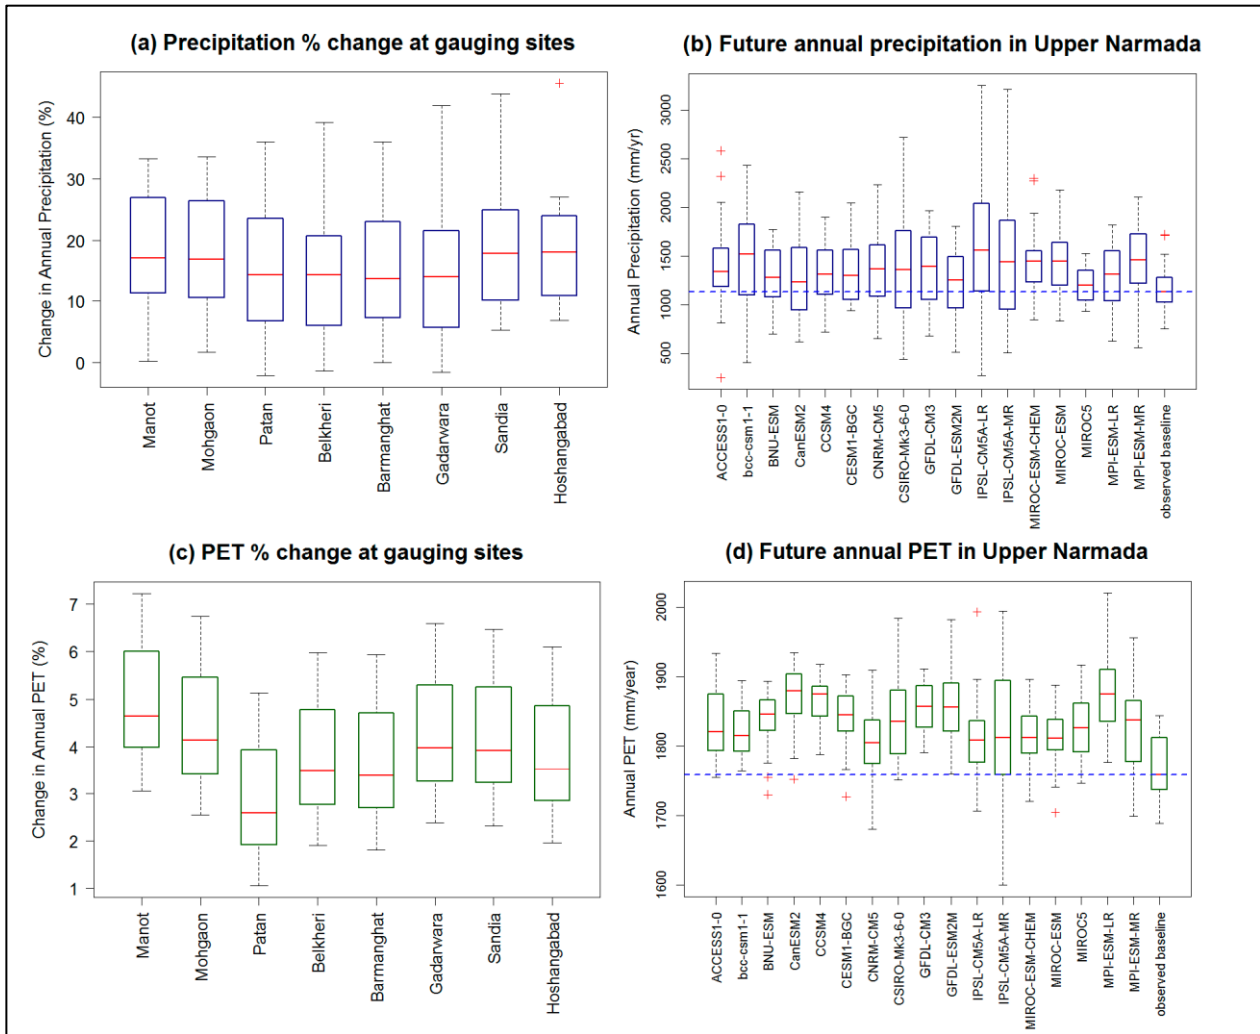 (a) Precipitation % change at gauging sites
Change in Annual Precipitation (%)
40
30
20
10
0
Manot
Mohgaon
Patan
Belkheri
Barmanghat
Gadarwara
Sandia
Hoshangabad
(b) Future annual precipitation in Upper Narmada
Annual Precipitation (mm/yr)
3000
2500
2000
1500
1000
500
ACCESS1-0
bcc-csm1-1
BNU-ESM
CanESM2
CCSM4
CESM1-BGC
CNRM-CM5
CSIRO-Mk3-6-0
GFDL-CM3
GFDL-ESM2M
IPSL-CM5A-LR
IPSL-CM5A-MR
MIROC-ESM-CHEM
MIROC-ESM
MIROC5
MPI-ESM-LR
MPI-ESM-MR
observed baseline
(c) PET % change at gauging sites
Change in Annual PET (%)
7
6
5
4
3
2
1
Manot
Mohgaon
Patan
Belkheri
Barmanghat
Gadarwara
Sandia
Hoshangabad
(d) Future annual PET in Upper Narmada
Annual PET (mm/year)
2000
1900
1800
1700
1600
ACCESS1-0
bcc-csm1-1
BNU-ESM
CanESM2
CCSM4
CESM1-BGC
CNRM-CM5
CSIRO-Mk3-6-0
GFDL-CM3
GFDL-ESM2M
IPSL-CM5A-LR
IPSL-CM5A-MR
MIROC-ESM-CHEM
MIROC-ESM
MIROC5
MPI-ESM-LR
MPI-ESM-MR
observed baseline